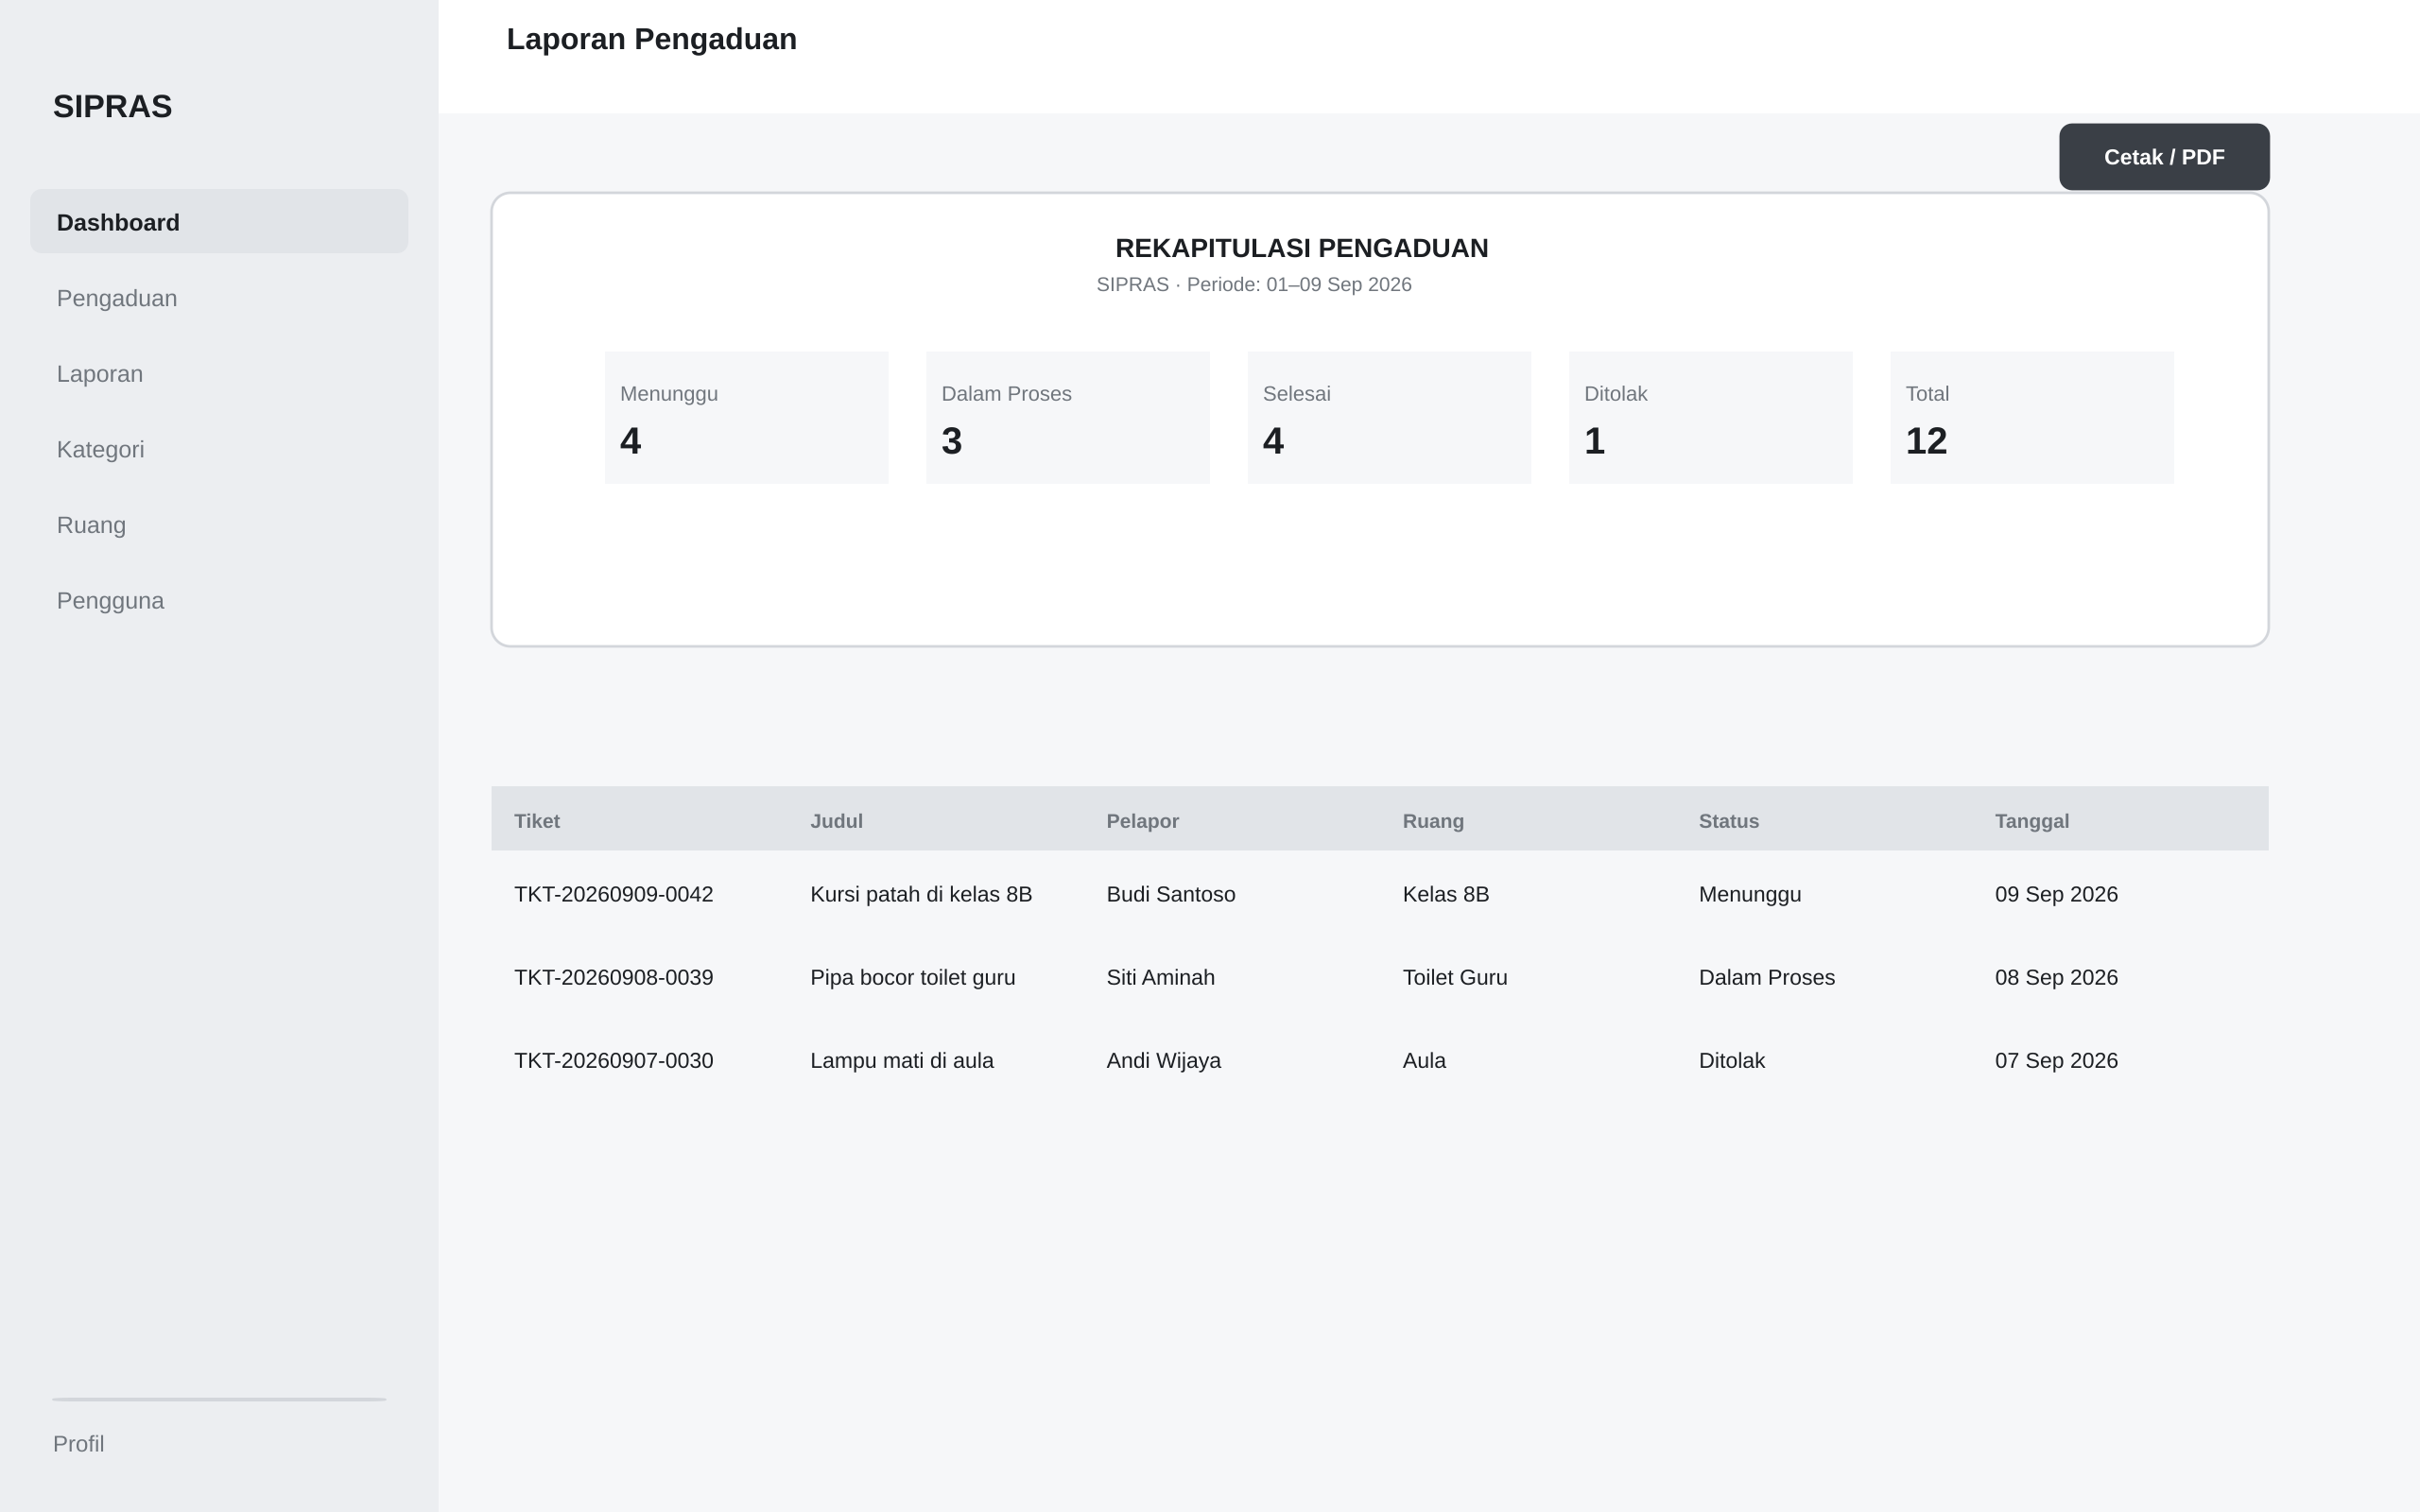 Laporan Pengaduan
SIPRAS
Dashboard
Pengaduan
Laporan
Kategori
Ruang
Pengguna
Profil
Cetak / PDF
REKAPITULASI PENGADUAN
SIPRAS · Periode: 01–09 Sep 2026
Menunggu Dalam Proses Selesai Ditolak Total
4 3 4 1 12
Tiket Judul Pelapor Ruang Status Tanggal
TKT-20260909-0042 Kursi patah di kelas 8B Budi Santoso Kelas 8B Menunggu 09 Sep 2026
TKT-20260908-0039 Pipa bocor toilet guru Siti Aminah Toilet Guru Dalam Proses 08 Sep 2026
TKT-20260907-0030 Lampu mati di aula Andi Wijaya Aula Ditolak 07 Sep 2026